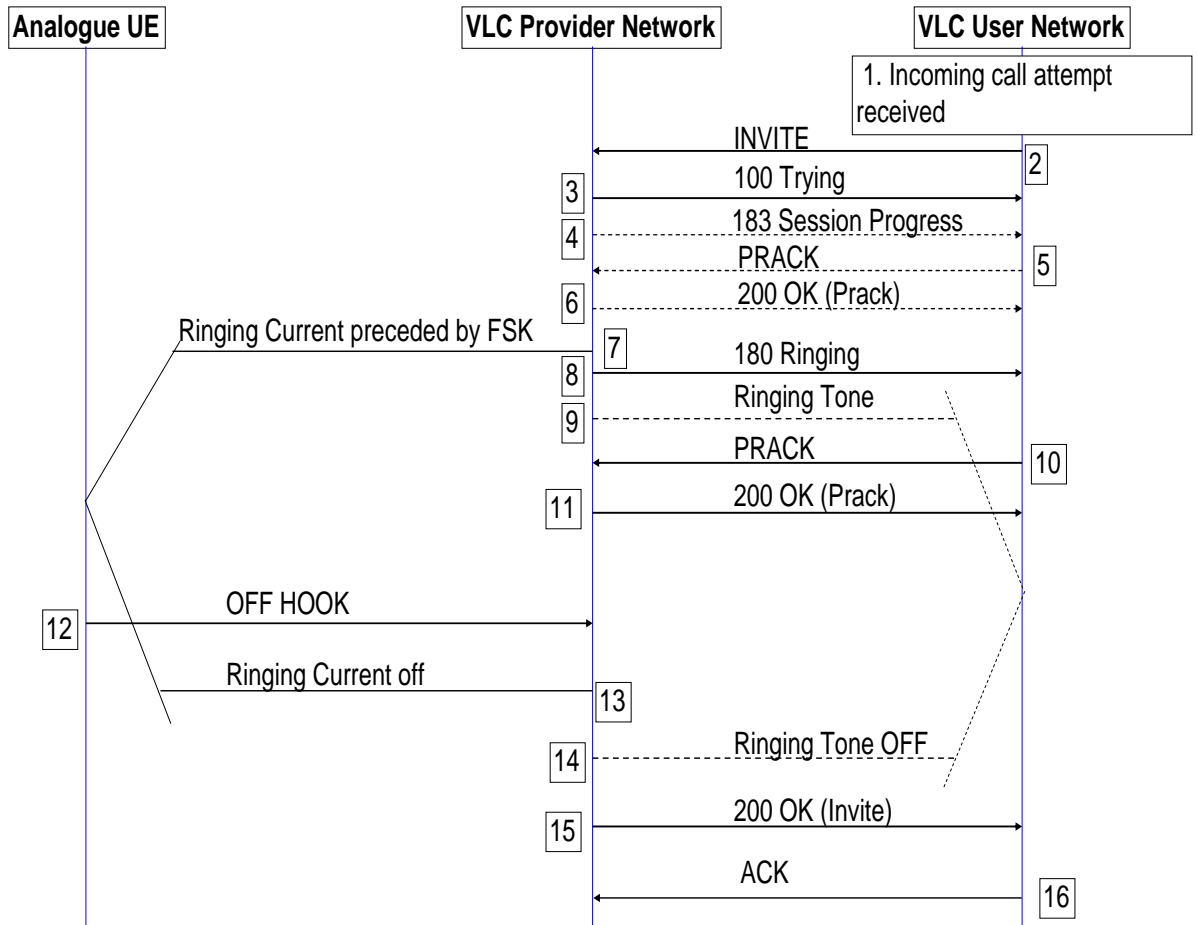 Analogue UE
VLC Provider Network
VLC User Network
1. Incoming call attempt
received
INVITE
2
100 Trying
3
183 Session Progress
4
PRACK
5
200 OK (Prack)
6
Ringing Current preceded by FSK
7
180 Ringing
8
Ringing Tone
9
PRACK
10
200 OK (Prack)
11
OFF HOOK
12
Ringing Current off
13
Ringing Tone OFF
14
200 OK (Invite)
15
ACK
16